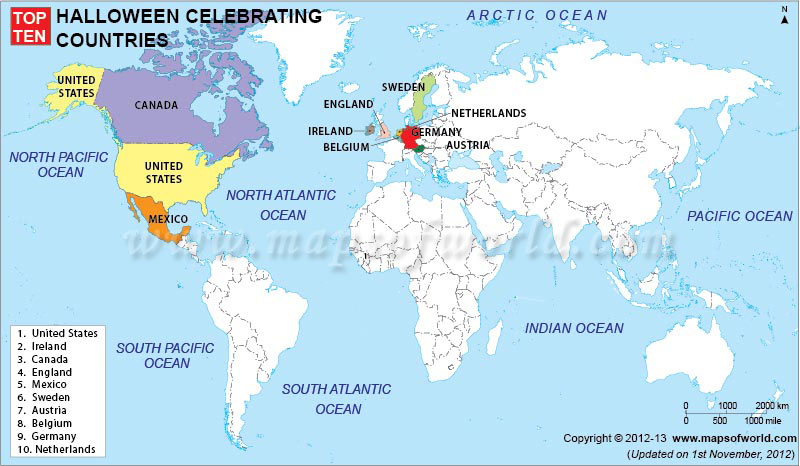 TOP
TEN
HALLOWEEN CELEBRATING
COUNTRIES
ARCTIC OCEAN
N
UNITED
STATES
CANADA
SWEDEN
ENGLAND
NETHERLANDS
IRELAND
GERMANY
BELGIUM
AUSTRIA
NORTH PACIFIC
OCEAN
UNITED
STATES
NORTH ATLANTIC
OCEAN
MEXICO
PACIFIC OCEAN
www.mapsofworld.com
INDIAN OCEAN
SOUTH PACIFIC
OCEAN
SOUTH ATLANTIC
OCEAN
1. United States
2. Ireland
3. Canada
4. England
5. Mexico
6. Sweden
7. Austria
8. Belgium
9. Germany
10. Netherlands
0 1000 2000 km
0 500 1000 mile
Copyright © 2012-13 www.mapsofworld.com
(Updated on 1st November, 2012)